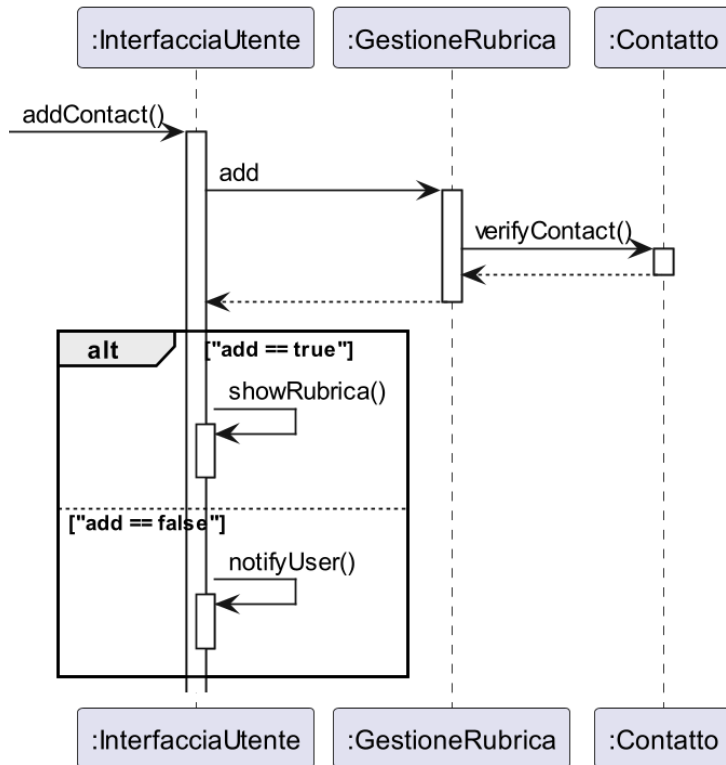 :InterfacciaUtente :GestioneRubrica :Contatto
addContact()
add
verifyContact()
alt ["add == true"]
showRubrica()
["add == false"]
notifyUser()
:InterfacciaUtente :GestioneRubrica :Contatto